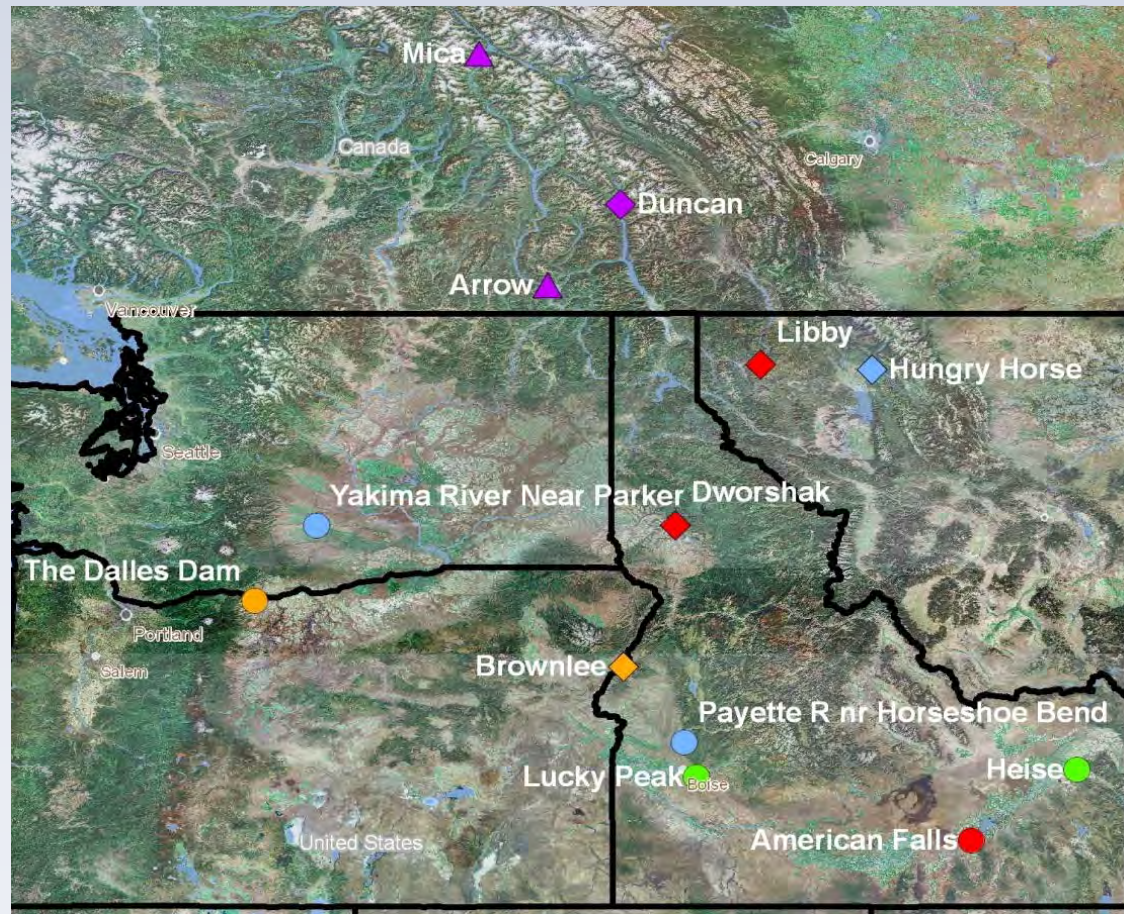 Mica
Canada
Calgary
Duncan
Arrow
Vancouver
Libby
Hungry Horse
Seattle
Yakima River Near Parker
Dworshak
The Dalles Dam
Portland
Salem
Brownlee
Payette R nr Horseshoe Bend
Lucky Peak
Boise
Heise
United States
American Falls